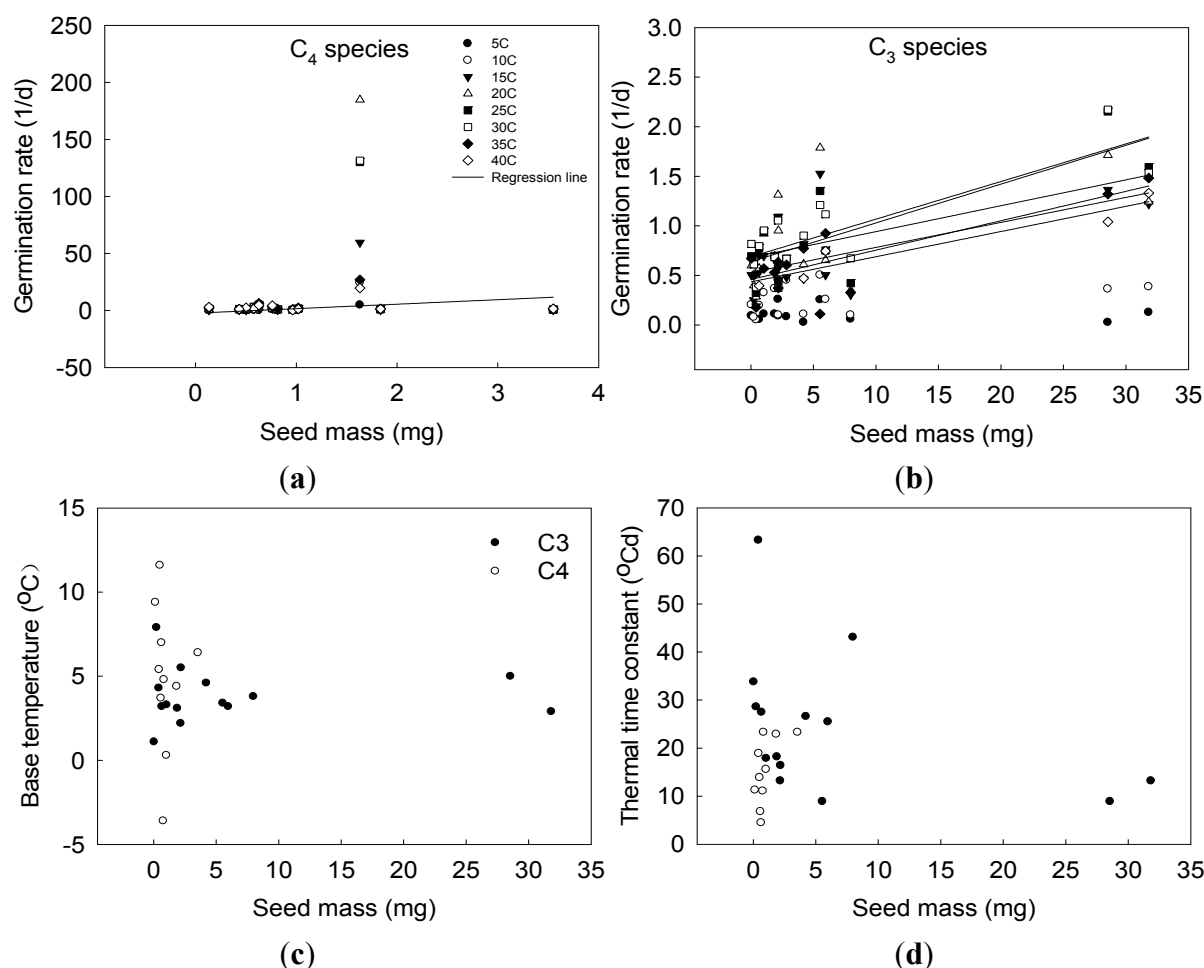 250
200
150
100
50
0
-50
Germination rate (1/d)
C4 species
5C
10C
15C
20C
25C
30C
35C
40C
Regression line
0 1 2 3 4
Seed mass (mg)
(a)
3.0
2.5
2.0
1.5
1.0
0.5
0.0
Germination rate (1/d)
C3 species
0 5 10 15 20 25 30 35
Seed mass (mg)
(b)
15
10
5
0
-5
Base temperature (°C)
C3
C4
0 5 10 15 20 25 30 35
Seed mass (mg)
(c)
70
60
50
40
30
20
10
0
Thermal time constant (°Cd)
0 5 10 15 20 25 30 35
Seed mass (mg)
(d)